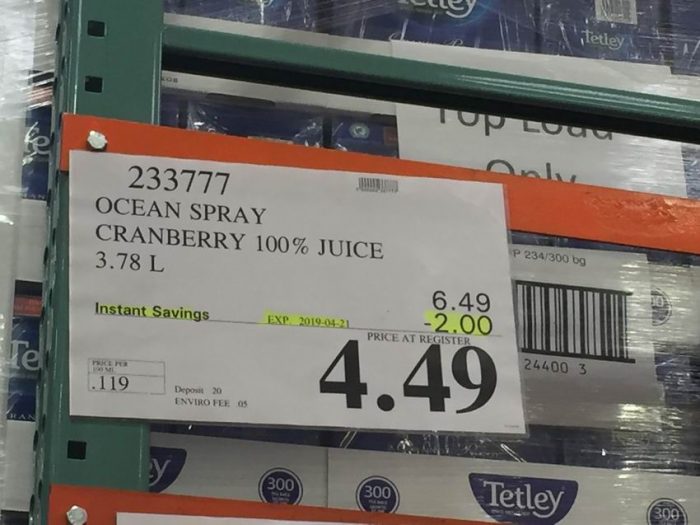 Tetley
Top Load
Only
233777
OCEAN SPRAY
CRANBERRY 100% JUICE
3.78 L
6.49
Instant Savings
EXP. 2019-04-21
-2.00
PRICE AT REGISTER
4.49
PRICE PER
100 ML
.119
Deposit 20
ENVIRO FEE .05
P 234/300 bg
24400 3
300
300
Tetley
300